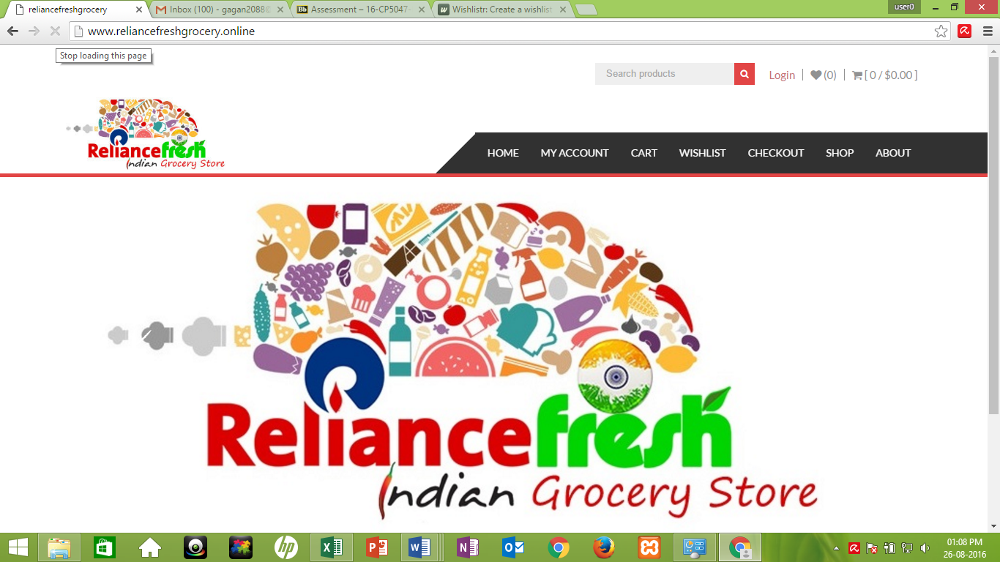 reliancefreshgrocery
Inbox (100) - gagan2088@
Bb Assessment – 16-CP5047-
w Wishlistr: Create a wishlist
user0
www.reliancefreshgrocery.online
Stop loading this page
Search products
Login
(0)
[ 0 / $0.00 ]
Reliancefresh
Indian Grocery Store
HOME
MY ACCOUNT
CART
WISHLIST
CHECKOUT
SHOP
ABOUT
Reliancefresh
Indian Grocery Store
hp
01:08 PM
26-08-2016